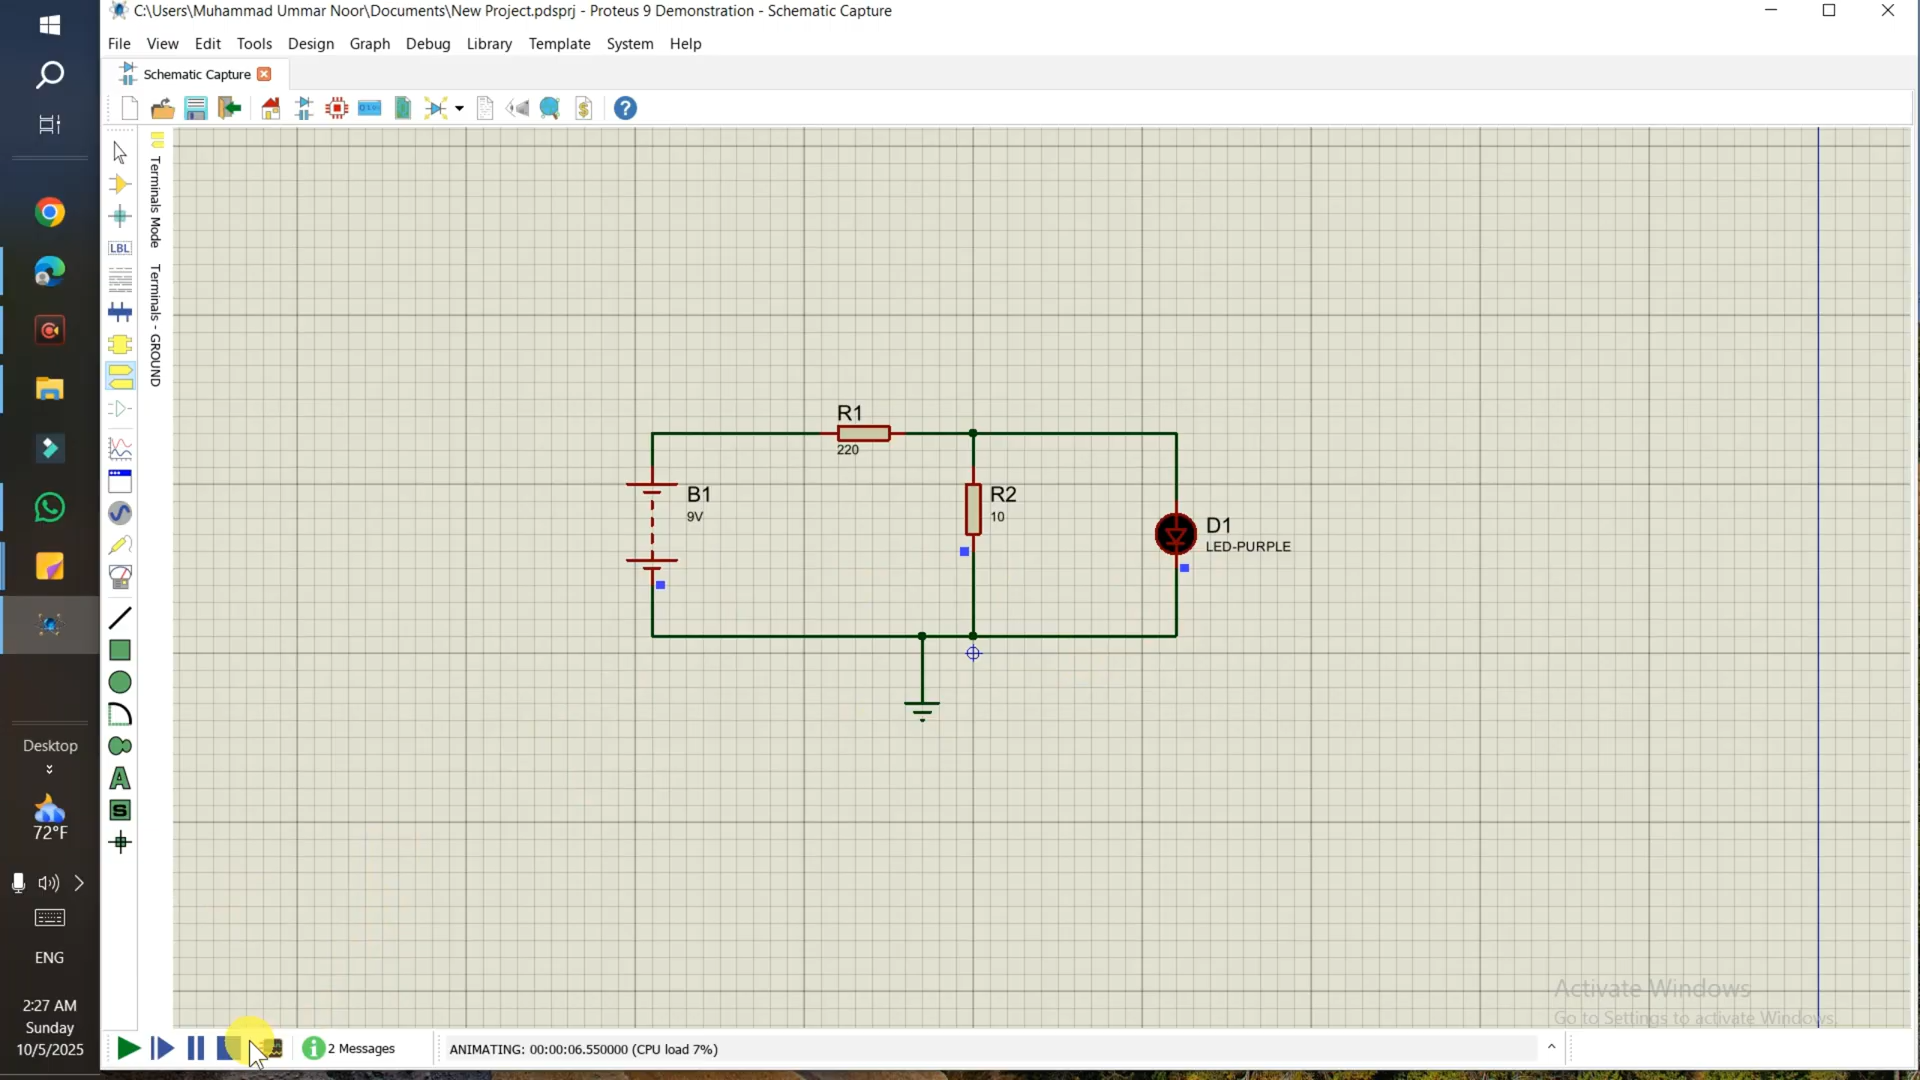 C:\Users\Muhammad Ummar Noor\Documents\New Project.pdsprj - Proteus 9 Demonstration - Schematic Capture
File View Edit Tools Design Graph Debug Library Template System Help
Schematic Capture
LBL
Terminals Mode
Terminals - GROUND
R1
220
B1
9V
R2
10
D1
LED-PURPLE
A
S
Desktop
72°F
ENG
2:27 AM
Sunday
10/5/2025
Activate Windows
Go to Settings to activate Windows.
2 Messages
ANIMATING: 00:00:06.550000 (CPU load 7%)